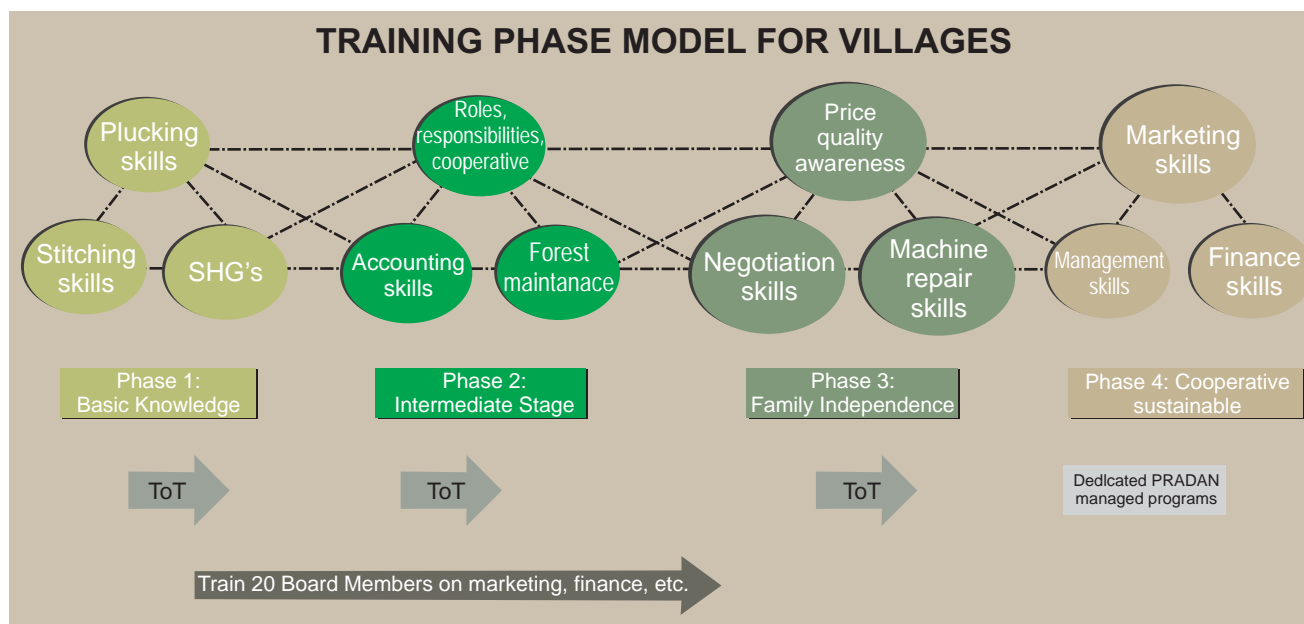 TRAINING PHASE MODEL FOR VILLAGES
Plucking
skills
Roles,
responsibilities,
cooperative
Price
quality
awareness
Marketing
skills
Stitching
skills
SHG's
Accounting
skills
Forest
maintanace
Negotiation
skills
Machine
repair
skills
Management
skills
Finance
skills
Phase 1:
Basic Knowledge
Phase 2:
Intermediate Stage
Phase 3:
Family Independence
Phase 4: Cooperative
sustainable
ToT
ToT
ToT
Dedlcated PRADAN
managed programs
Train 20 Board Members on marketing, finance, etc.